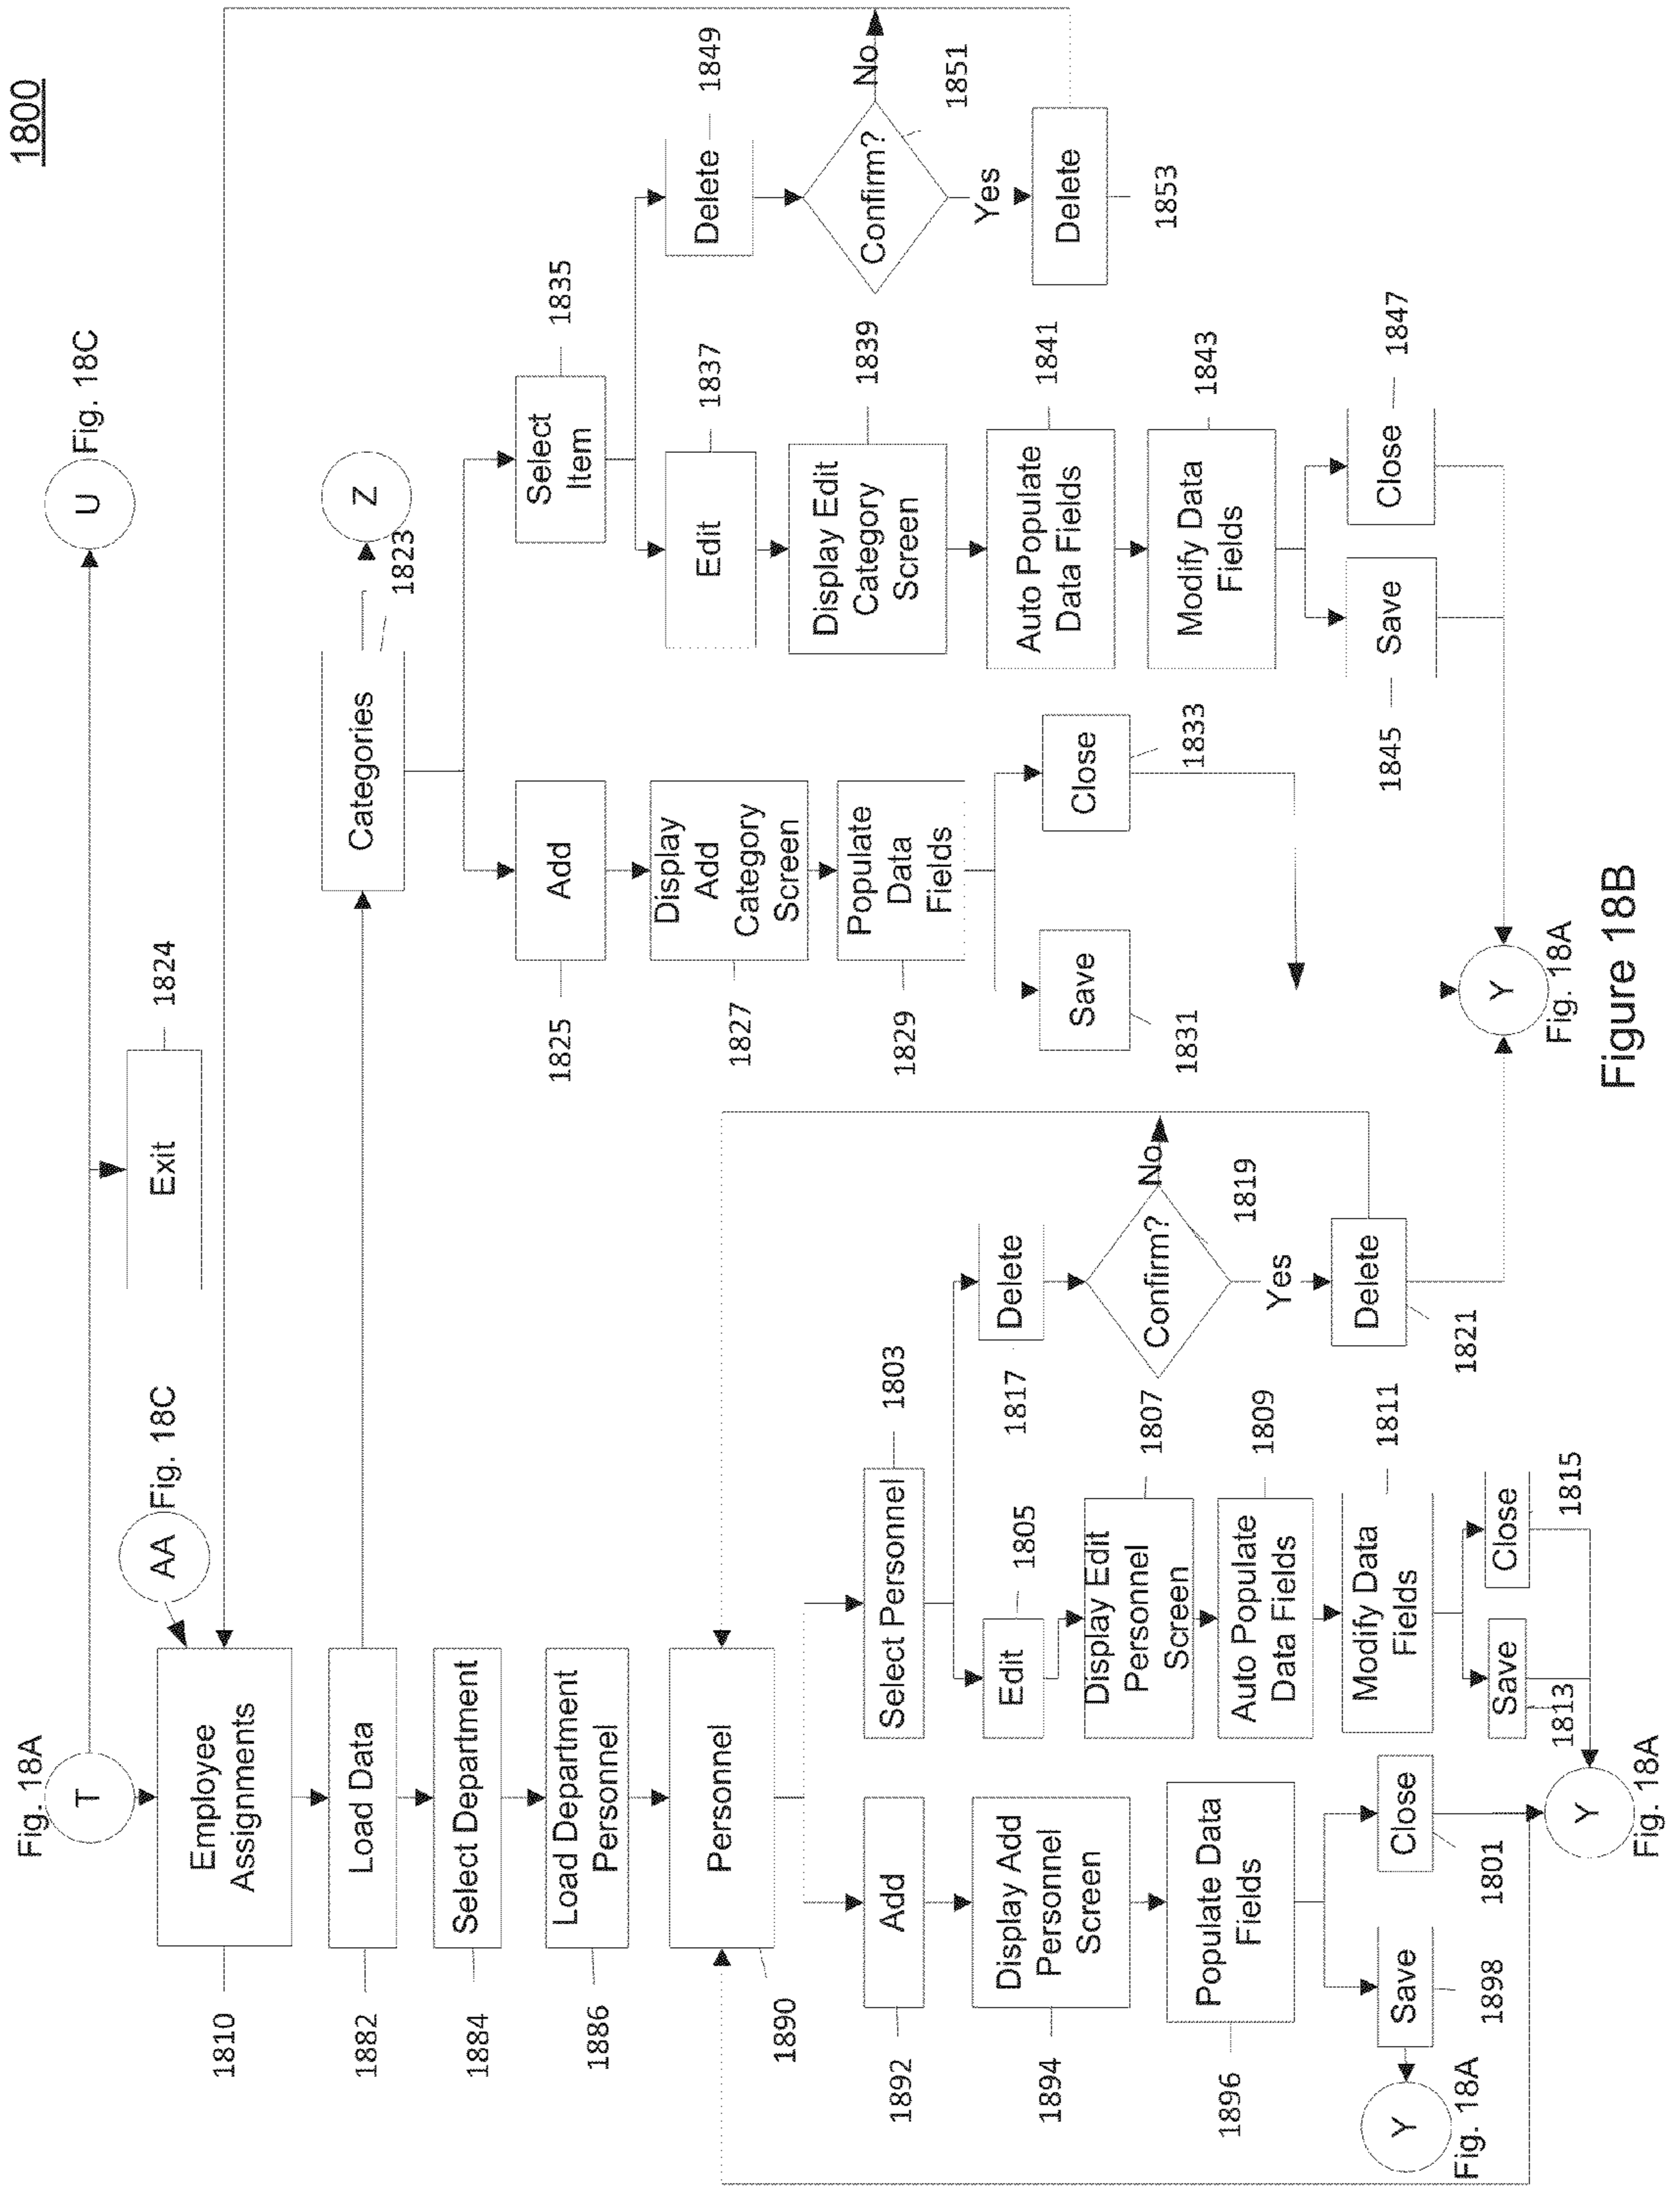 1800
Fig. 18A
T
U
Fig. 18C
Exit
1824
AA
Fig. 18C
Employee
Assignments
1810
Load Data
1882
Select Department
1884
Load Department
Personnel
1886
Personnel
1890
Add
1892
Display Add
Personnel
Screen
1894
Populate Data
Fields
1896
Save
1898
Close
1801
Y
Fig. 18A
Y
Fig. 18A
Select Personnel
1803
Edit
1805
Display Edit
Personnel
Screen
1807
Auto Populate
Data Fields
1809
Modify Data
Fields
1811
Save
1813
Close
1815
Delete
1817
Confirm?
1819
No
Yes
Delete
1821
Categories
1823
Z
Add
1825
Display
Add
Category
Screen
1827
Populate
Data
Fields
1829
Save
1831
Close
1833
Select
Item
1835
Edit
1837
Display Edit
Category
Screen
1839
Auto Populate
Data Fields
1841
Modify Data
Fields
1843
Save
1845
Close
1847
Delete
1849
Confirm?
1851
No
Yes
Delete
1853
Y
Fig. 18A
Figure 18B